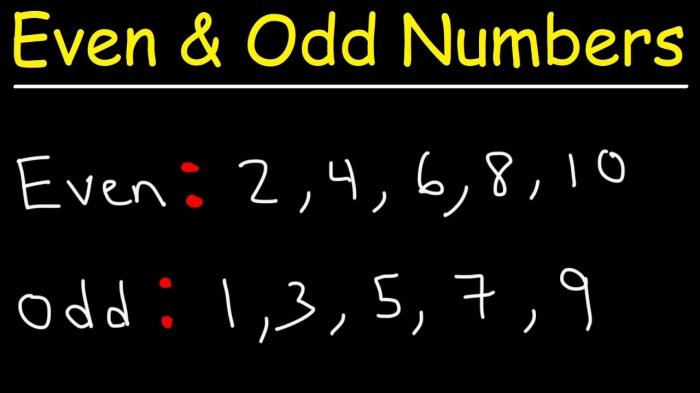 Even & Odd Numbers
Even: 2, 4, 6, 8, 10
odd: 1, 3, 5, 7, 9